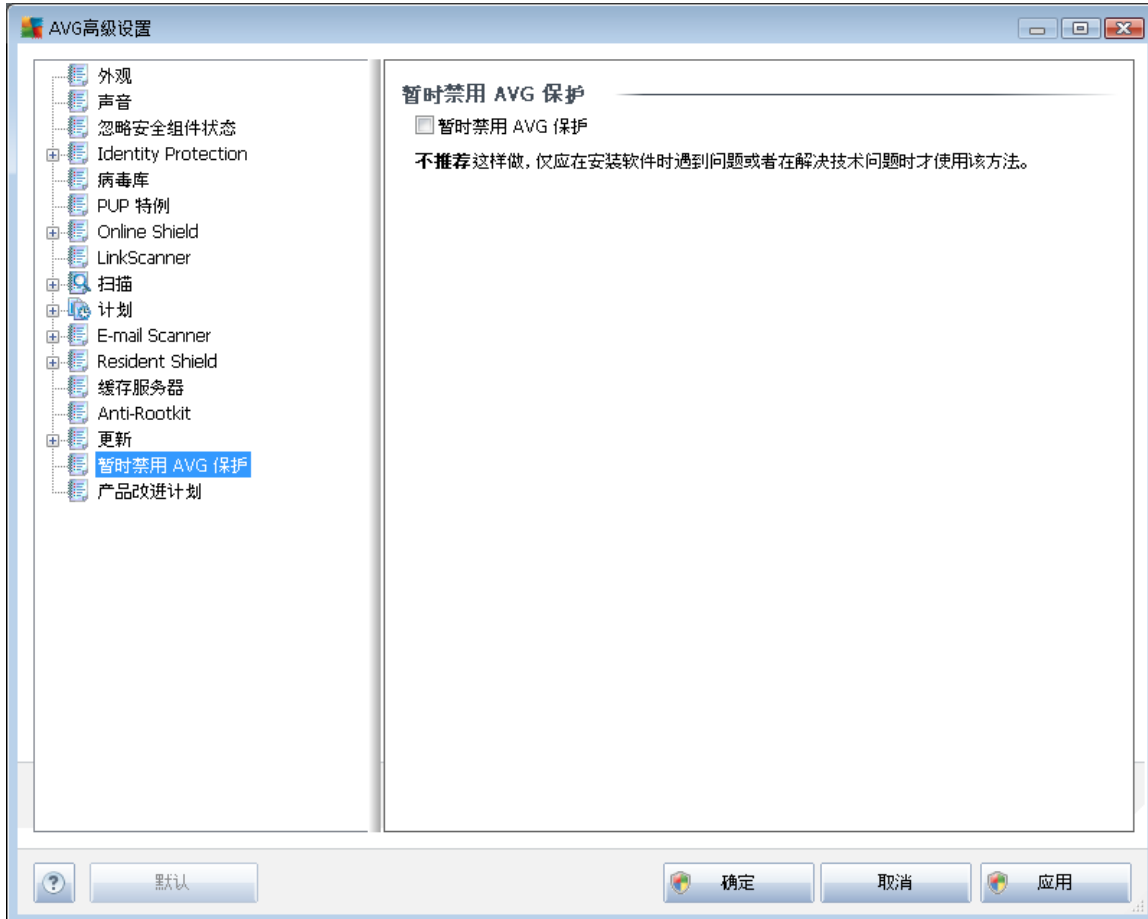 AVG高级设置
外观
声音
忽略安全组件状态
Identity Protection
病毒库
PUP 特例
Online Shield
LinkScanner
扫描
计划
E-mail Scanner
Resident Shield
缓存服务器
Anti-Rootkit
更新
暂时禁用 AVG 保护
产品改进计划
暂时禁用 AVG 保护
暂时禁用 AVG 保护
不推荐这样做, 仅应在安装软件时遇到问题或者在解决技术问题时才使用该方法。
?
默认
确定
取消
应用